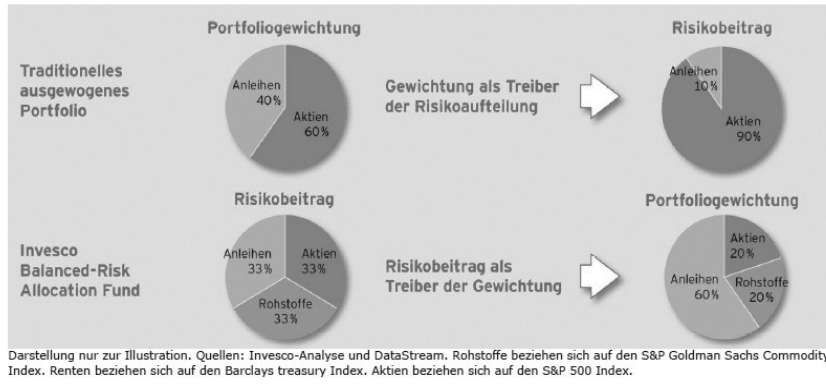 Portfoliogewichtung
Risikobeitrag
Traditionelles
ausgewogenes
Portfolio
Anleihen
40%
Aktien
60%
Gewichtung als Treiber
der Risikoaufteilung
Anleihen
10%
Aktien
90%
Risikobeitrag
Portfoliogewichtung
Invesco
Balanced-Risk
Allocation Fund
Anleihen
33%
Aktien
33%
Rohstoffe
33%
Risikobeitrag als
Treiber der Gewichtung
Aktien
20%
Anleihen
60%
Rohstoffe
20%
Darstellung nur zur Illustration. Quellen: Invesco-Analyse und DataStream. Rohstoffe beziehen sich auf den S&P Goldman Sachs Commodity
Index. Renten beziehen sich auf den Barclays treasury Index. Aktien beziehen sich auf den S&P 500 Index.